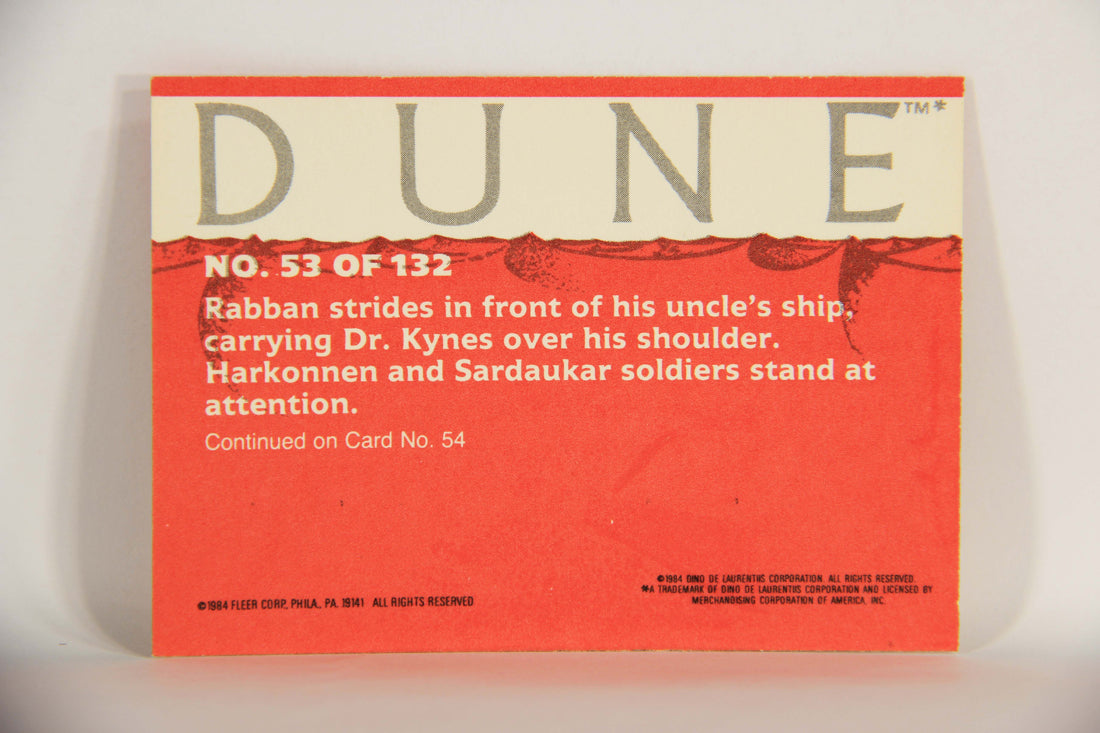 DUNE™*
NO. 53 OF 132
Rabban strides in front of his uncle's ship,
carrying Dr. Kynes over his shoulder.
Harkonnen and Sardaukar soldiers stand at
attention.
Continued on Card No. 54
©1984 FLEER CORP., PHILA., PA. 19141 ALL RIGHTS RESERVED
©1984 DINO DE LAURENTIIS CORPORATION. ALL RIGHTS RESERVED.
*A TRADEMARK OF DINO DE LAURENTIIS CORPORATION AND LICENSED BY
MERCHANDISING CORPORATION OF AMERICA, INC.